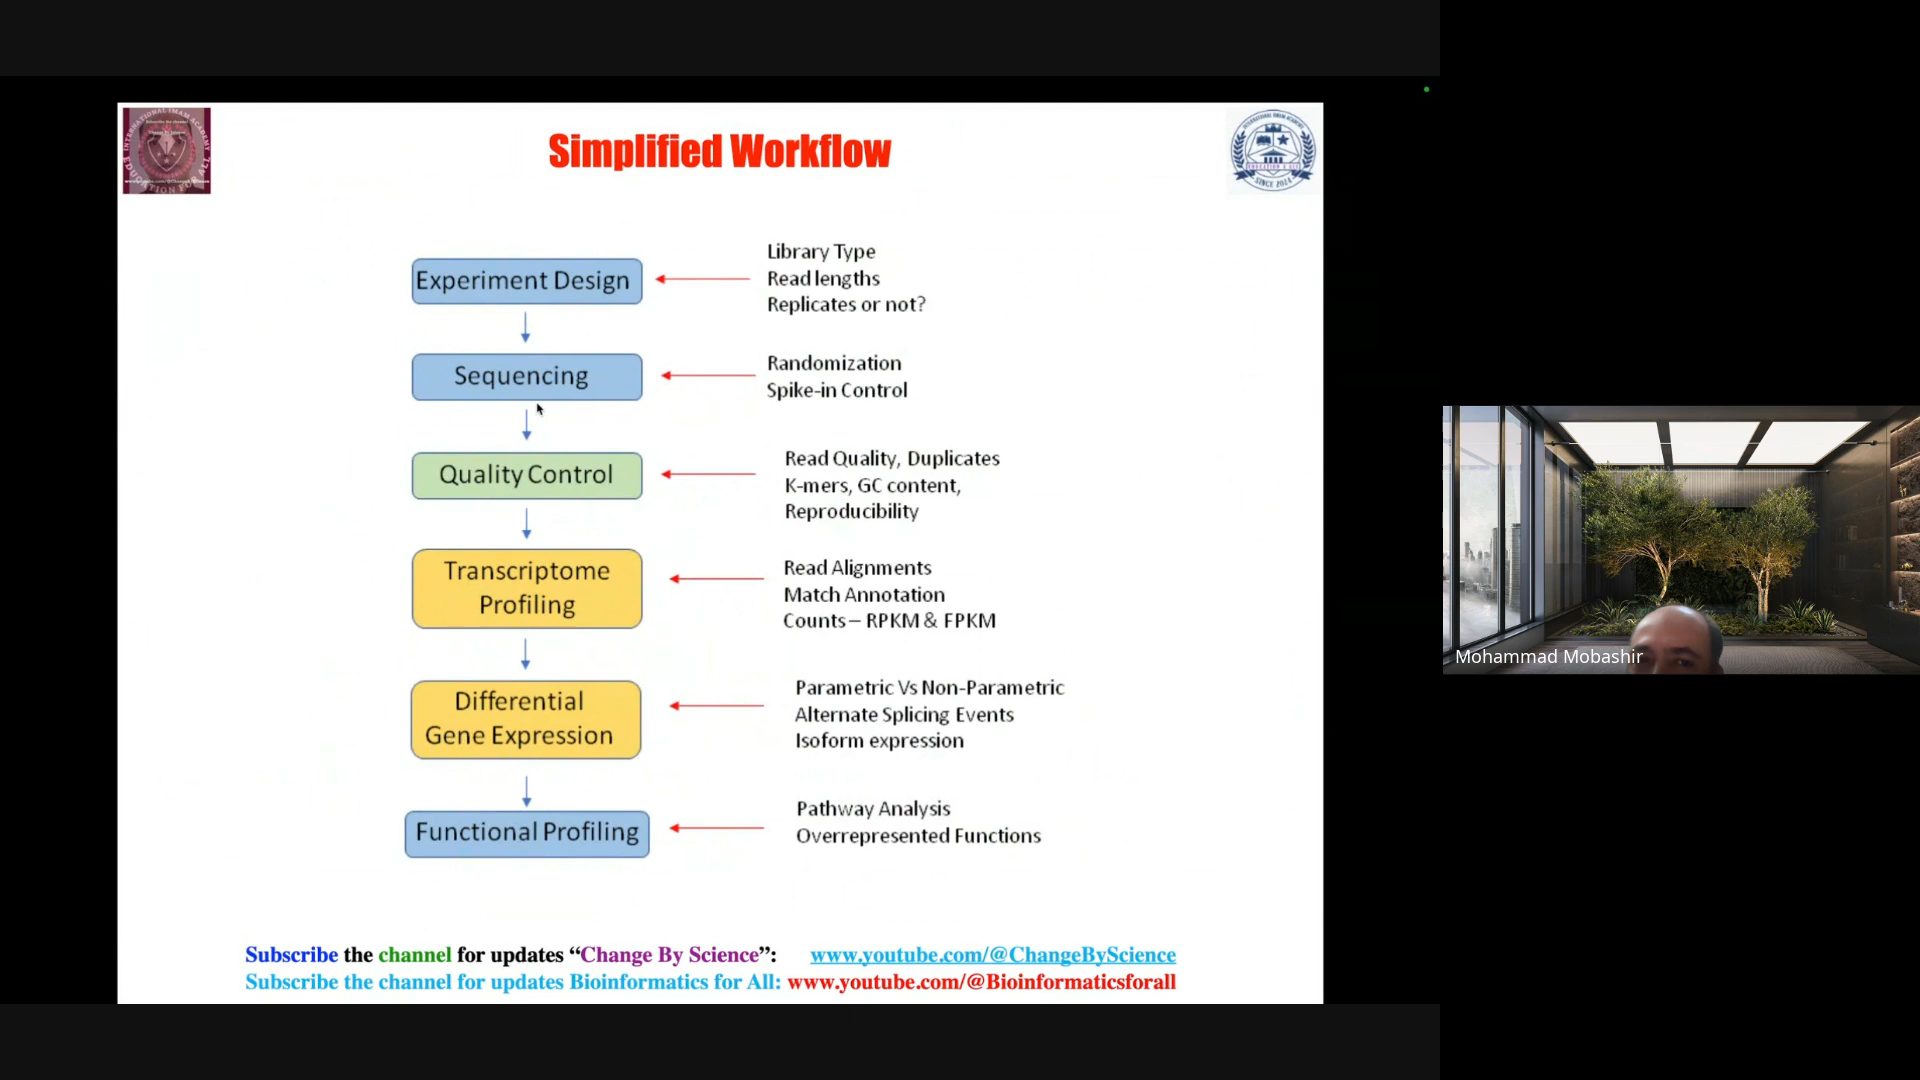 Simplified Workflow
Experiment Design
Library Type
Read lengths
Replicates or not?
Sequencing
Randomization
Spike-in Control
Quality Control
Read Quality, Duplicates
K-mers, GC content,
Reproducibility
Transcriptome
Profiling
Read Alignments
Match Annotation
Counts – RPKM & FPKM
Differential
Gene Expression
Parametric Vs Non-Parametric
Alternate Splicing Events
Isoform expression
Functional Profiling
Pathway Analysis
Overrepresented Functions
Subscribe the channel for updates “Change By Science”: www.youtube.com/@ChangeByScience
Subscribe the channel for updates Bioinformatics for All: www.youtube.com/@Bioinformaticsforall
Mohammad Mobashir